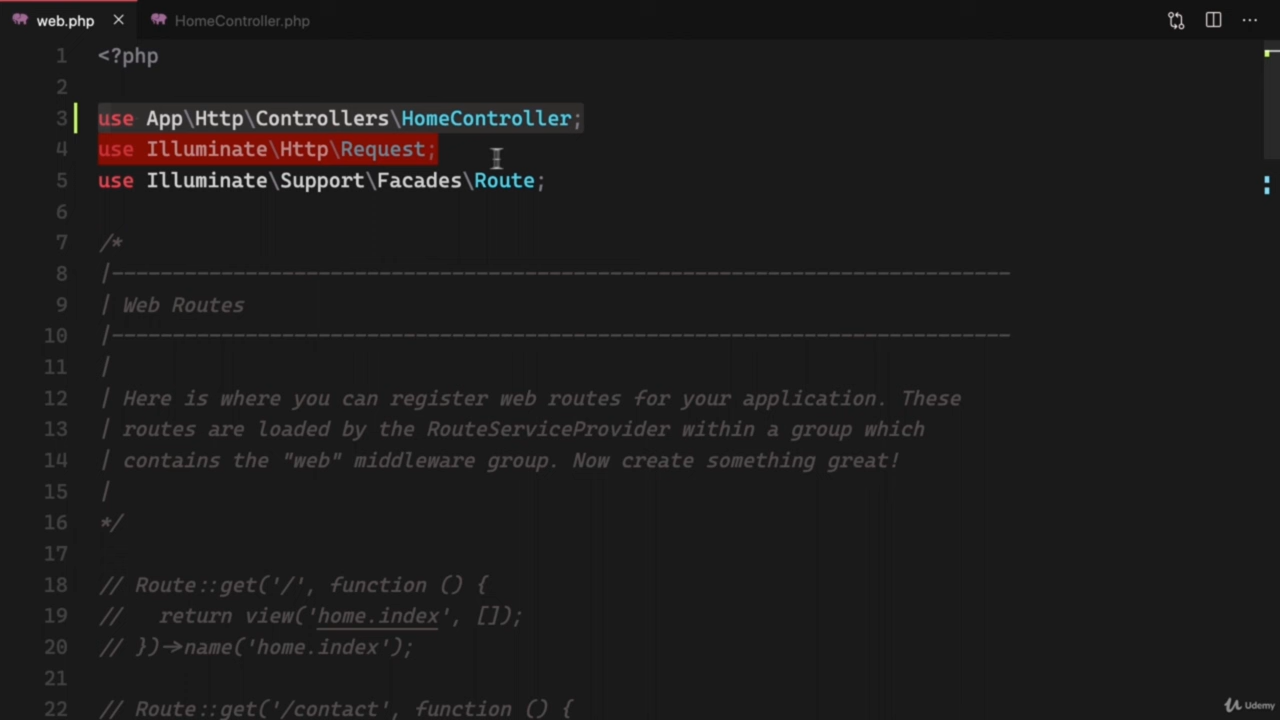 web.php HomeController.php
1 <?php
2
3 use App\Http\Controllers\HomeController;
4 use Illuminate\Http\Request;
5 use Illuminate\Support\Facades\Route;
6
7 /*
8 |--------------------------------------------------------------------------
9 | Web Routes
10 |--------------------------------------------------------------------------
11 |
12 | Here is where you can register web routes for your application. These
13 | routes are loaded by the RouteServiceProvider within a group which
14 | contains the "web" middleware group. Now create something great!
15 |
16 */
17
18 // Route::get('/', function () {
19 //   return view('home.index', []);
20 // })->name('home.index');
21
22 // Route::get('/contact', function () {
Udemy